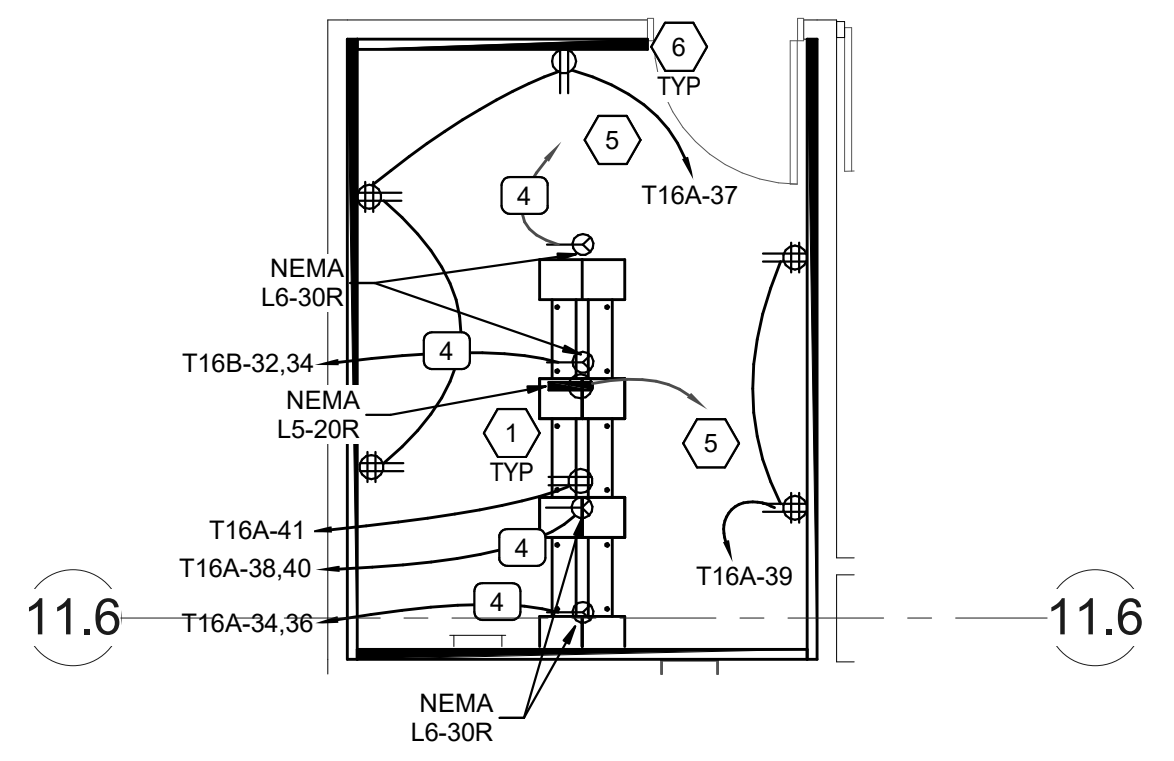 6
TYP
5
T16A-37
4
NEMA
L6-30R
4
T16B-32,34
NEMA
L5-20R
1
TYP
5
T16A-41
T16A-38,40
4
T16A-39
4
T16A-34,36
11.6
11.6
NEMA
L6-30R